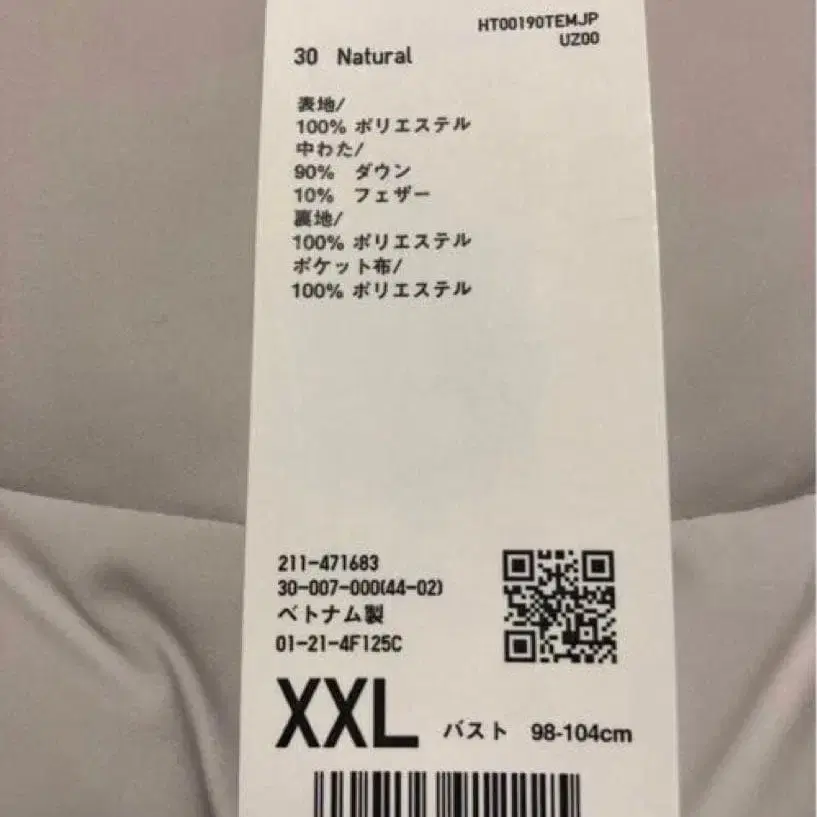 HT00190TEMJP
UZ00
30 Natural
表地/
100% ポリエステル
中わた/
90% ダウン
10% フェザー
裏地/
100% ポリエステル
ポケット布/
100% ポリエステル
211-471683
30-007-000(44-02)
ベトナム製
01-21-4F125C
XXL バスト 98-104cm